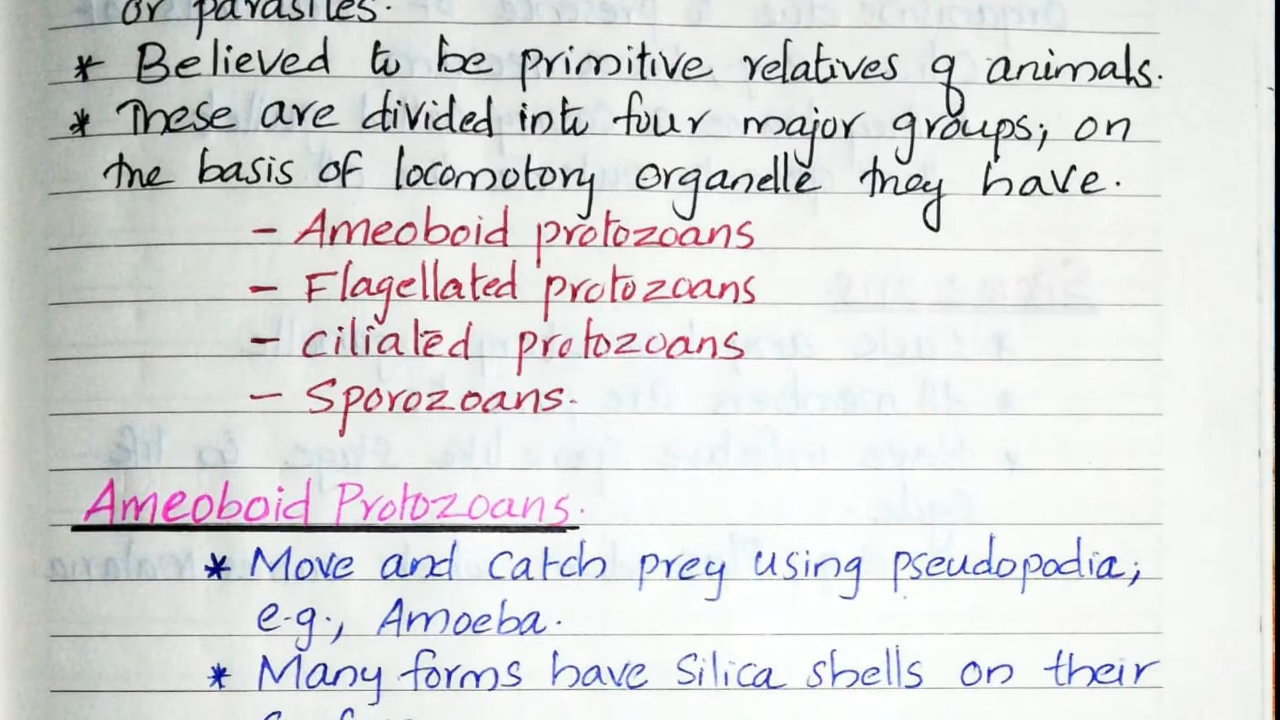 or parasites.
* Believed to be primitive relatives of animals.
* These are divided into four major groups; on
the basis of locomotory organelle they have.
- Ameoboid protozoans
- Flagellated protozoans
- ciliated protozoans
- Sporozoans.
Ameoboid Protozoans.
* Move and catch prey using pseudopodia;
e.g., Amoeba.
* Many forms have silica shells on their